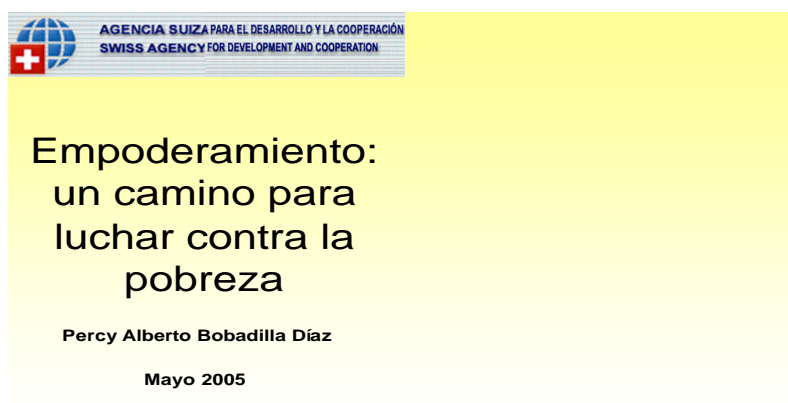 AGENCIA SUIZA PARA EL DESARROLLO Y LA COOPERACIÓN
SWISS AGENCY FOR DEVELOPMENT AND COOPERATION
Empoderamiento:
un camino para
luchar contra la
pobreza
Percy Alberto Bobadilla Díaz
Mayo 2005